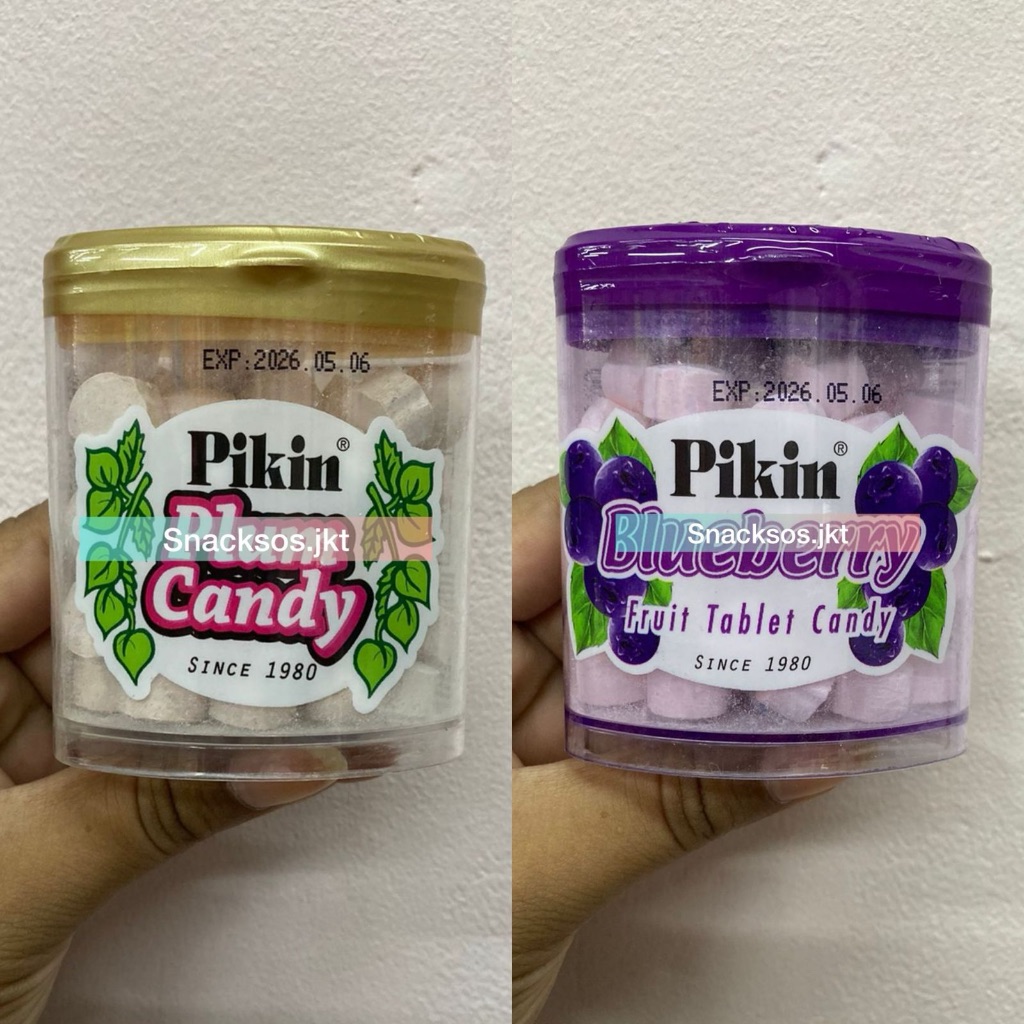 EXP:2026.05.06
Pikin®
Plum
Snacksos.jkt
Candy
SINCE 1980
EXP:2026.05.06
Pikin®
Blueberry
Snacksos.jkt
Fruit Tablet Candy
SINCE 1980